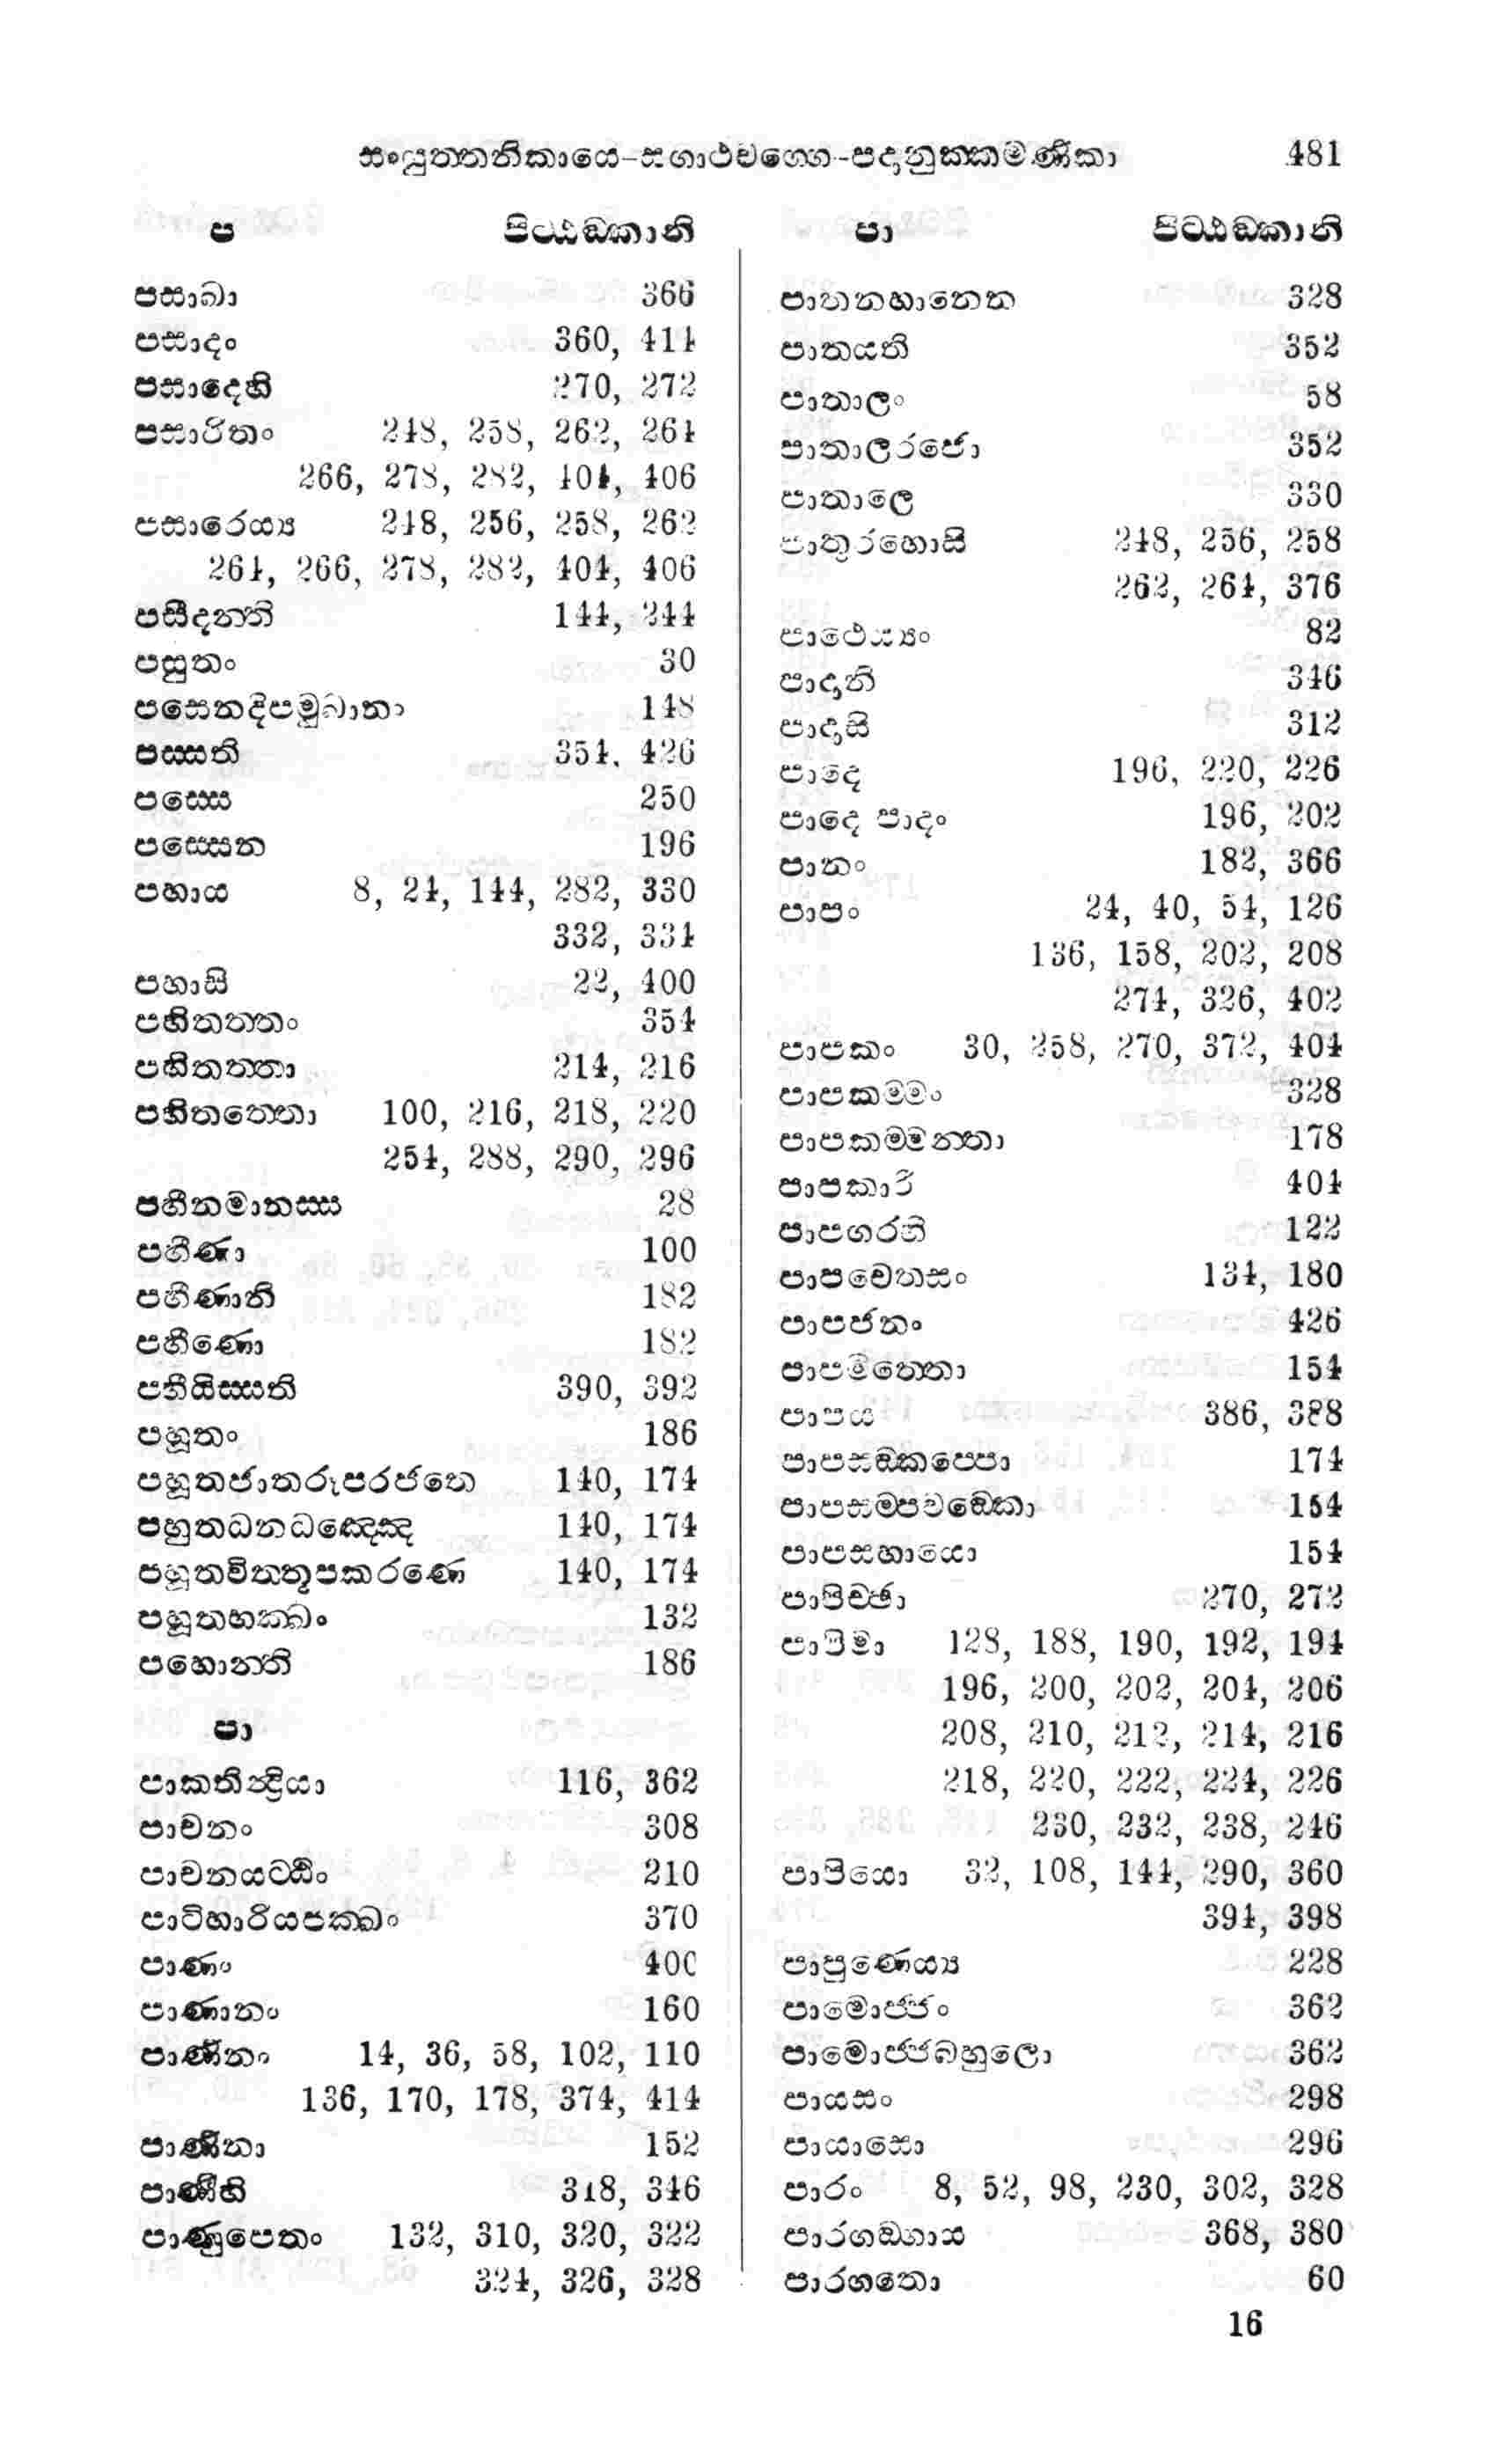 සංයුත්තනිකායෙ-සගාථවග්ගෙ-පදානුක්කමණිකා 481
ප පිට්ඨඞ්කානි
පසාඛා 366
පසාදං 360, 414
පසාදෙහි 270, 272
පසාරිතං 248, 258, 262, 264
266, 278, 282, 404, 406
පසාරෙය්‍ය 248, 256, 258, 262
264, 266, 278, 282, 404, 406
පසීදන්ති 144, 244
පසුතං 30
පසෙනදිපමුඛානා 148
පස්සති 354, 426
පස්සෙ 250
පස්සෙන 196
පහාය 8, 24, 144, 282, 330
332, 334
පහාසි 22, 400
පහිතත්තං 354
පහිතත්තා 214, 216
පහිතත්තො 100, 216, 218, 220
254, 288, 290, 296
පහීනමානස්ස 28
පහීණා 100
පහීණානි 182
පහීණො 182
පහීයිස්සති 390, 392
පහූතං 186
පහූතජාතරූපරජතෙ 140, 174
පහුතධනධඤ්ඤෙ 140, 174
පහූතවිත්තූපකරණෙ 140, 174
පහූතභක්ඛං 132
පහොන්ති 186
පා
පාකතින්‍ද්‍රියා 116, 362
පාචනං 308
පාචනයට්ඨිං 210
පාටිහාරියපක්ඛං 370
පාණං 400
පාණානං 160
පාණිනං 14, 36, 58, 102, 110
136, 170, 178, 374, 414
පාණිනා 152
පාණීහි 318, 346
පාණුපෙතං 132, 310, 320, 322
324, 326, 328
පා පිට්ඨඞ්කානි
පාතනහානෙන 328
පාතයති 352
පාතාලං 58
පාතාලරජො 352
පාතාලෙ 330
පාතුරහොසි 248, 256, 258
262, 264, 376
පාථෙය්‍යං 82
පාදානි 346
පාදාසි 312
පාදෙ 196, 220, 226
පාදෙ පාදං 196, 202
පානං 182, 366
පාපං 24, 40, 54, 126
136, 158, 202, 208
274, 326, 402
පාපකං 30, 258, 270, 372, 404
පාපකම්මං 328
පාපකම්මන්තා 178
පාපකාරී 404
පාපගරහී 122
පාපචෙතසං 134, 180
පාපජනං 426
පාපමිත්තො 154
පාපය 386, 388
පාපසඞ්කප්පො 174
පාපසම්පවඞ්කො 154
පාපසහායො 154
පාපිච්ඡා 270, 272
පාපිමා 128, 188, 190, 192, 194
196, 200, 202, 204, 206
208, 210, 212, 214, 216
218, 220, 222, 224, 226
230, 232, 238, 246
පාපියො 32, 108, 144, 290, 360
394, 398
පාපුණෙය්‍ය 228
පාමොජ්ජං 362
පාමොජ්ජබහුලො 362
පායසං 298
පායාසො 296
පාරං 8, 52, 98, 230, 302, 328
පාරගඞ්ගාය 368, 380
පාරගතො 60
16